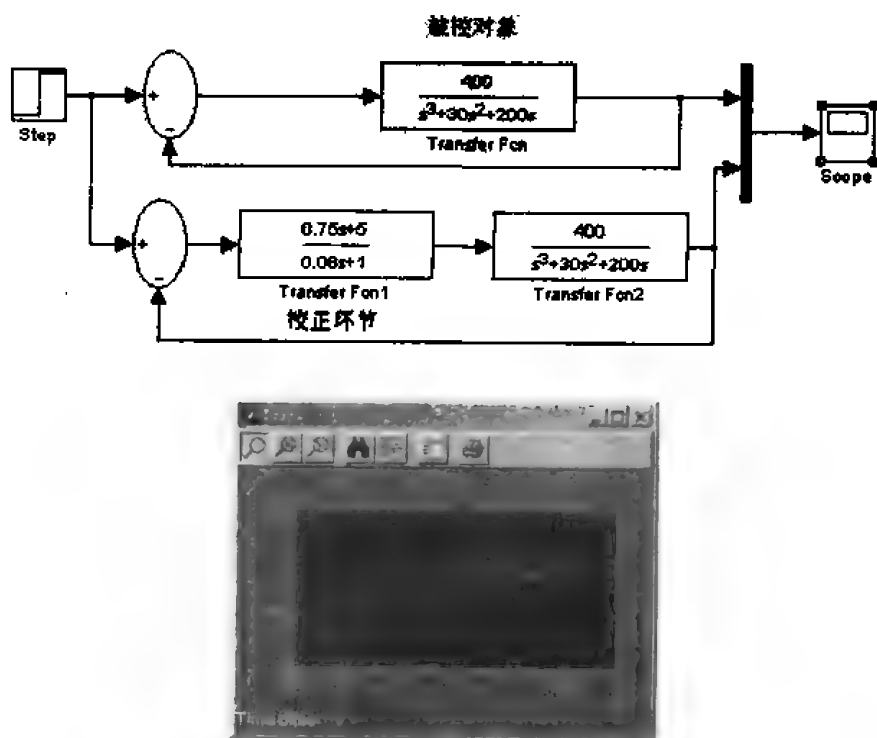 被控对象
Step
400
s³+30s²+200s
Transfer Fcn
Scope
0.75s+5
0.08s+1
Transfer Fcn1
400
s³+30s²+200s
Transfer Fcn2
校正环节